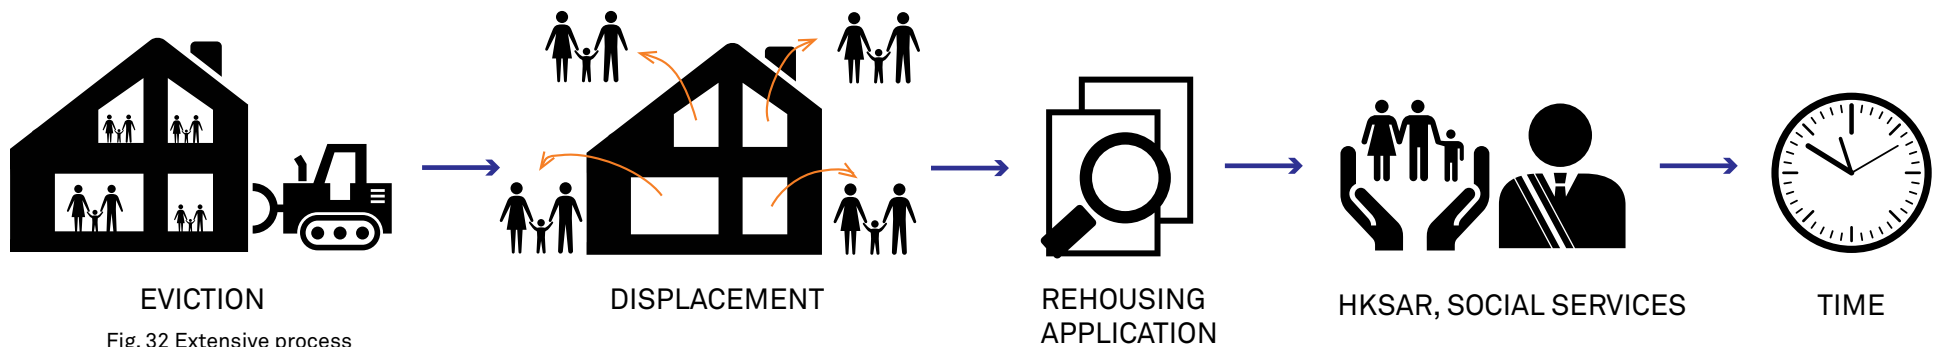 EVICTION
DISPLACEMENT
REHOUSING
APPLICATION
HKSAR, SOCIAL SERVICES
TIME
Fig. 32 Extensive process